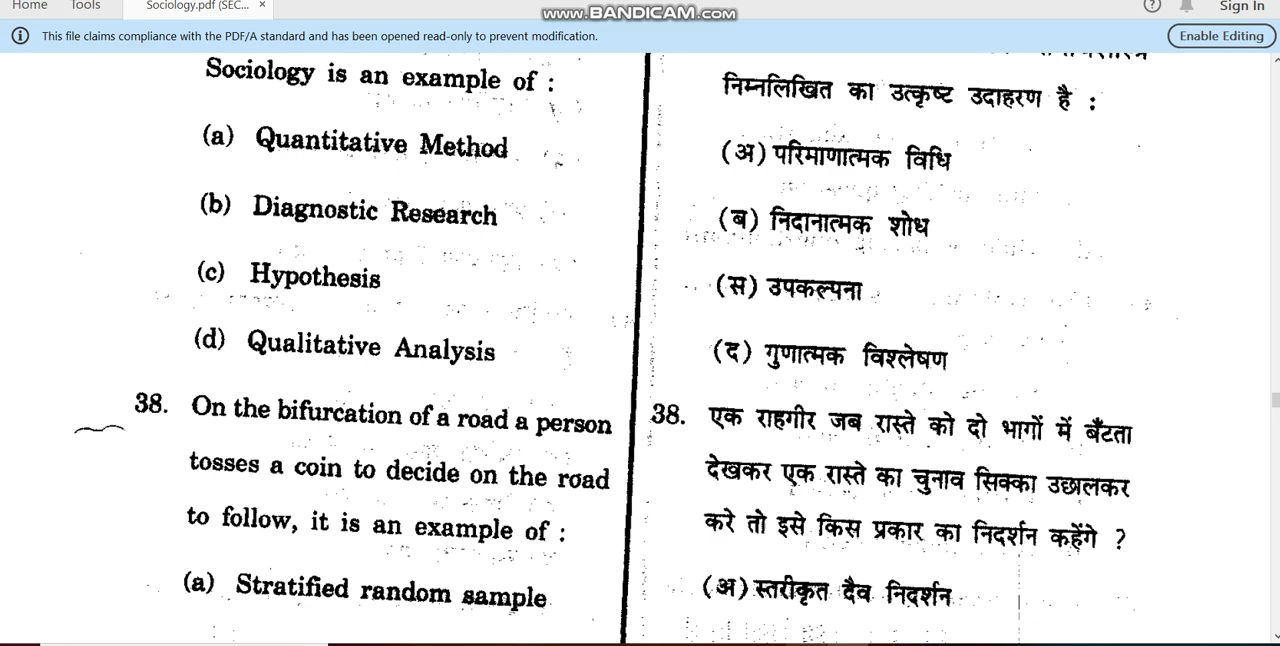 Home Tools Sociology.pdf (SEC... × www.BANDICAM.com Sign In
This file claims compliance with the PDF/A standard and has been opened read-only to prevent modification. Enable Editing
Sociology is an example of :
(a) Quantitative Method
(b) Diagnostic Research
(c) Hypothesis
(d) Qualitative Analysis
38. On the bifurcation of a road a person
tosses a coin to decide on the road
to follow, it is an example of :
(a) Stratified random sample
निम्नलिखित का उत्कृष्ट उदाहरण है :
(अ) परिमाणात्मक विधि
(ब) निदानात्मक शोध
(स) उपकल्पना
(द) गुणात्मक विश्लेषण
38. एक राहगीर जब रास्ते को दो भागों में बँटता
देखकर एक रास्ते का चुनाव सिक्का उछालकर
करे तो इसे किस प्रकार का निदर्शन कहेंगे ?
(अ) स्तरीकृत दैव निदर्शन